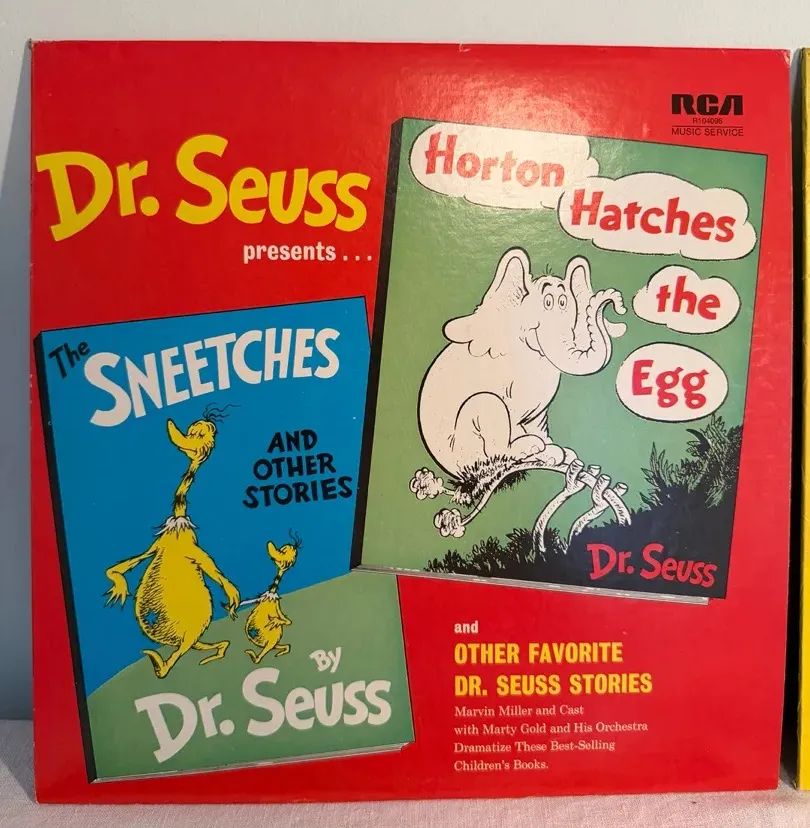 RCA
R104095
MUSIC SERVICE
Dr. Seuss
presents...
Horton
Hatches
the
Egg
Dr. Seuss
The
SNEETCHES
AND
OTHER
STORIES
By
Dr. Seuss
and
OTHER FAVORITE
DR. SEUSS STORIES
Marvin Miller and Cast
with Marty Gold and His Orchestra
Dramatize These Best-Selling
Children's Books.